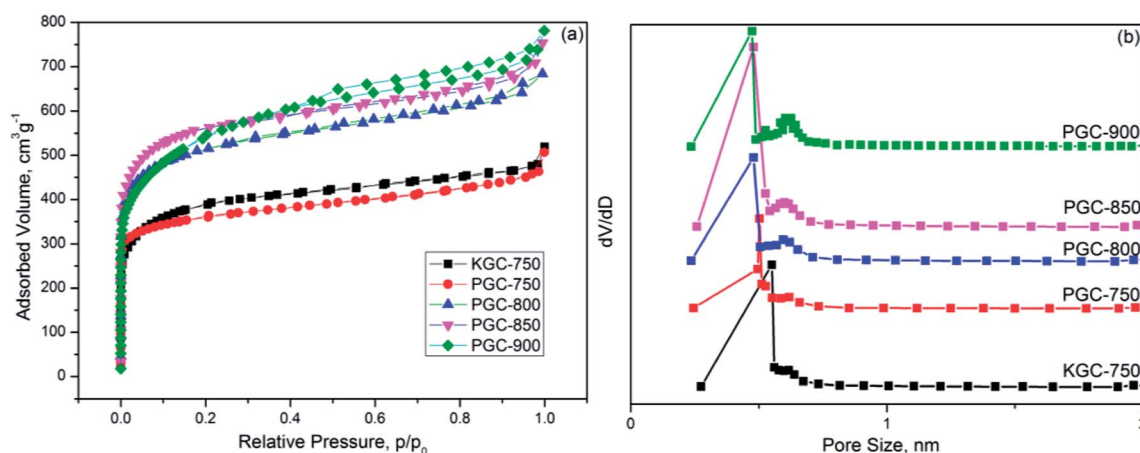 (a)
Adsorbed Volume, cm³g⁻¹
800
700
600
500
400
300
200
100
0
0.0 0.2 0.4 0.6 0.8 1.0
Relative Pressure, p/p₀
KGC-750
PGC-750
PGC-800
PGC-850
PGC-900
(b)
dV/dD
PGC-900
PGC-850
PGC-800
PGC-750
KGC-750
0 1 2
Pore Size, nm